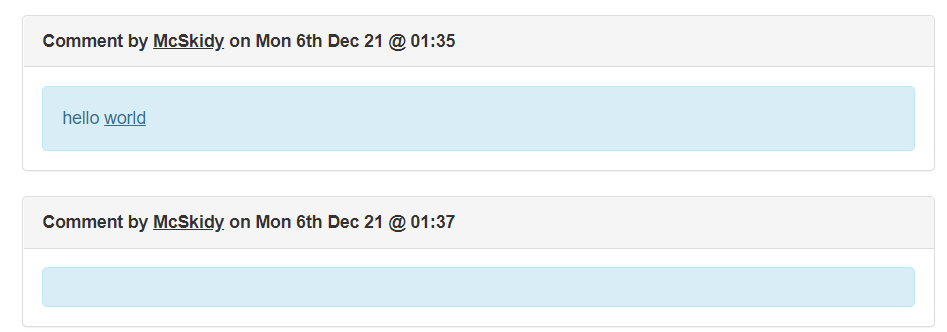 Comment by McSkidy on Mon 6th Dec 21 @ 01:35
hello world
Comment by McSkidy on Mon 6th Dec 21 @ 01:37